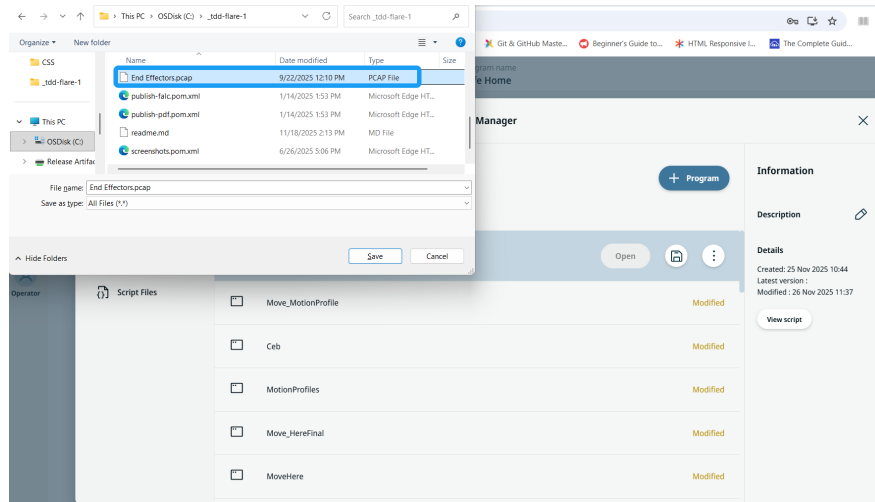 This PC > OSDisk (C:) > _tdd-flare-1
Search _tdd-flare-1
Organize
New folder
CSS
_tdd-flare-1
This PC
OSDisk (C:)
Release Artifac
Name
Date modified
Type
Size
End Effectors.pcap
9/22/2025 12:10 PM
PCAP File
publish-falc.pom.xml
1/14/2025 1:53 PM
Microsoft Edge HT...
publish-pdf.pom.xml
1/14/2025 1:53 PM
Microsoft Edge HT...
readme.md
11/18/2025 2:13 PM
MD File
screenshots.pom.xml
6/26/2025 5:06 PM
Microsoft Edge HT...
File name: End Effectors.pcap
Save as type: All Files (*.*)
Hide Folders
Save
Cancel
Git & GitHub Maste...
Beginner's Guide to...
HTML Responsive I...
The Complete Guid...
gram name
e Home
Manager
+ Program
Open
Operator
Script Files
Move_MotionProfile
Modified
Ceb
Modified
MotionProfiles
Modified
Move_HereFinal
Modified
MoveHere
Modified
Information
Description
Details
Created: 25 Nov 2025 10:44
Latest version :
Modified : 26 Nov 2025 11:37
View script